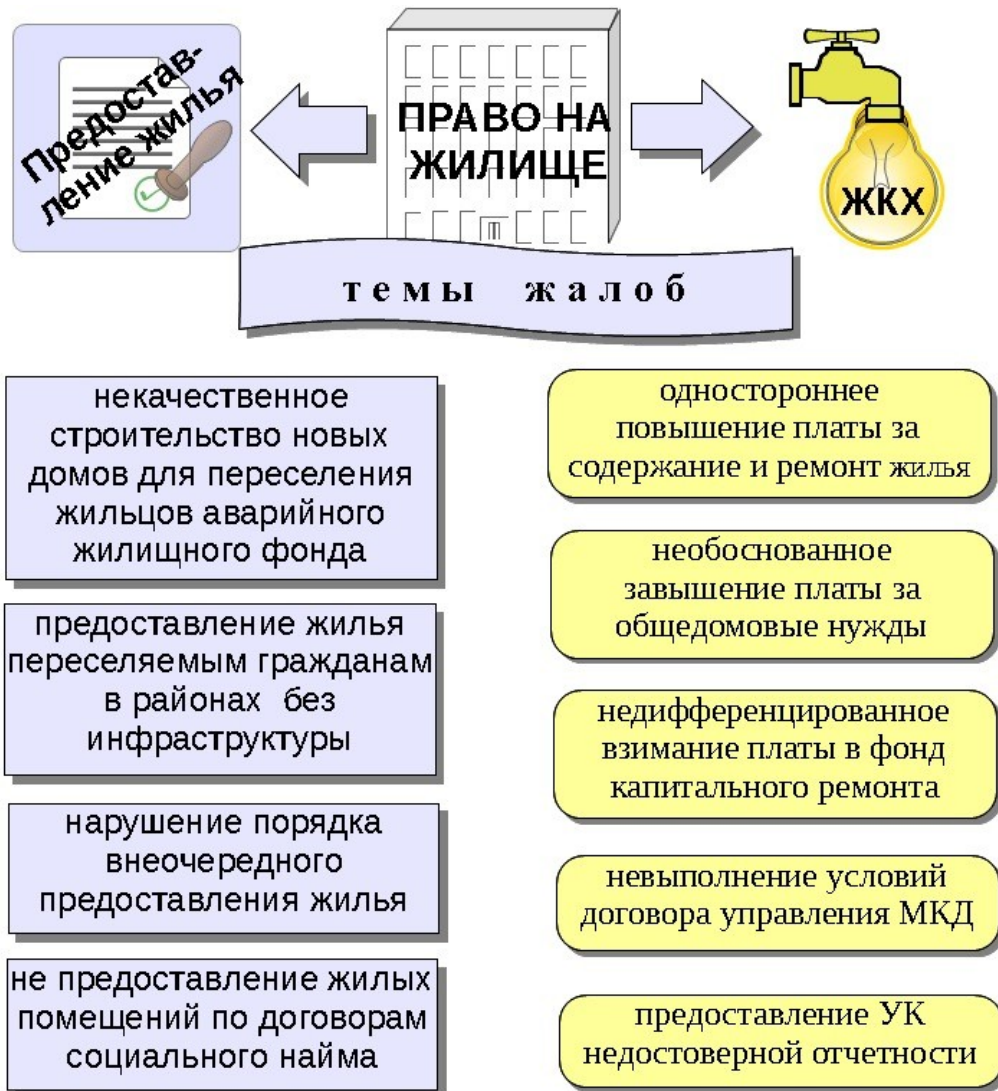 Предостав-
ление жилья
ПРАВО НА
ЖИЛИЩЕ
ЖКХ
темы жалоб
некачественное
строительство новых
домов для переселения
жильцов аварийного
жилищного фонда
предоставление жилья
переселяемым гражданам
в районах без
инфраструктуры
нарушение порядка
внеочередного
предоставления жилья
не предоставление жилых
помещений по договорам
социального найма
одностороннее
повышение платы за
содержание и ремонт жилья
необоснованное
завышение платы за
общедомовые нужды
недифференцированное
взимание платы в фонд
капитального ремонта
невыполнение условий
договора управления МКД
предоставление УК
недостоверной отчетности